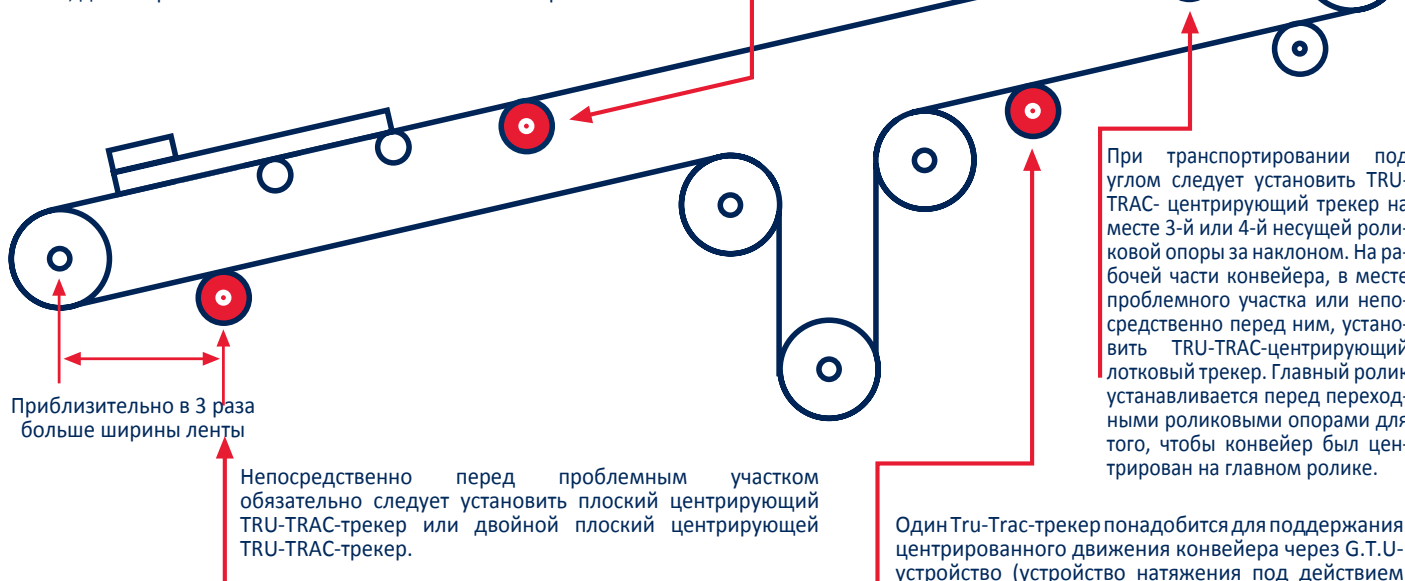 При транспортировании под
углом следует установить TRU-
TRAC- центрирующий трекер на
месте 3-й или 4-й несущей роли-
ковой опоры за наклоном. На ра-
бочей части конвейера, в месте
проблемного участка или непо-
средственно перед ним, устано-
вить TRU-TRAC-центрирующий
лотковый трекер. Главный ролик
устанавливается перед переход-
ными роликовыми опорами для
того, чтобы конвейер был цен-
трирован на главном ролике.
Приблизительно в 3 раза
больше ширины ленты
Непосредственно перед проблемным участком
обязательно следует установить плоский центрирующий
TRU-TRAC-трекер или двойной плоский центрирующей
TRU-TRAC-трекер.
Один Tru-Trac-трекер понадобится для поддержания
центрированного движения конвейера через G.T.U-
устройство (устройство натяжения под действием